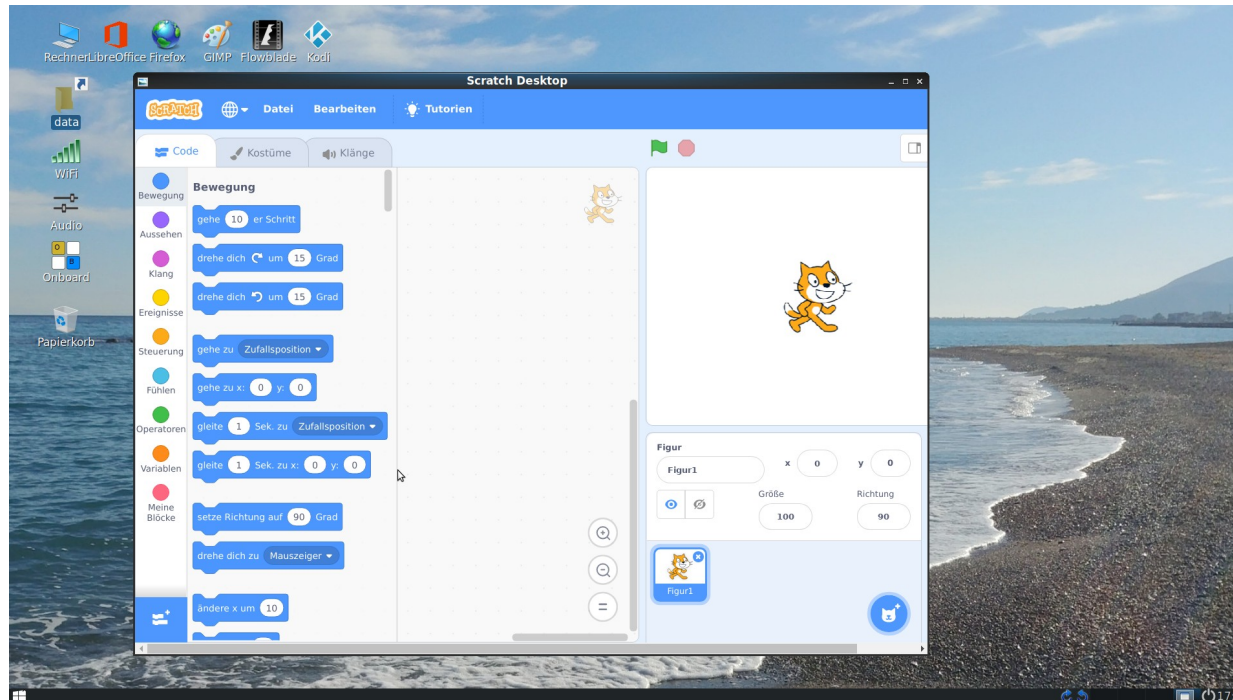 Rechner LibreOffice Firefox GIMP Flowblade Kodi
data
WiFi
Audio
O
B
Onboard
Papierkorb
Scratch Desktop
SCRATCH Datei Bearbeiten Tutorien
Code Kostüme Klänge
Bewegung
Aussehen
Klang
Ereignisse
Steuerung
Fühlen
Operatoren
Variablen
Meine
Blöcke
Bewegung
gehe 10 er Schritt
drehe dich um 15 Grad
drehe dich um 15 Grad
gehe zu Zufallsposition
gehe zu x: 0 y: 0
gleite 1 Sek. zu Zufallsposition
gleite 1 Sek. zu x: 0 y: 0
setze Richtung auf 90 Grad
drehe dich zu Mauszeiger
ändere x um 10
Figur
Figur1 x 0 y 0
Größe Richtung
100 90
Figur1
17